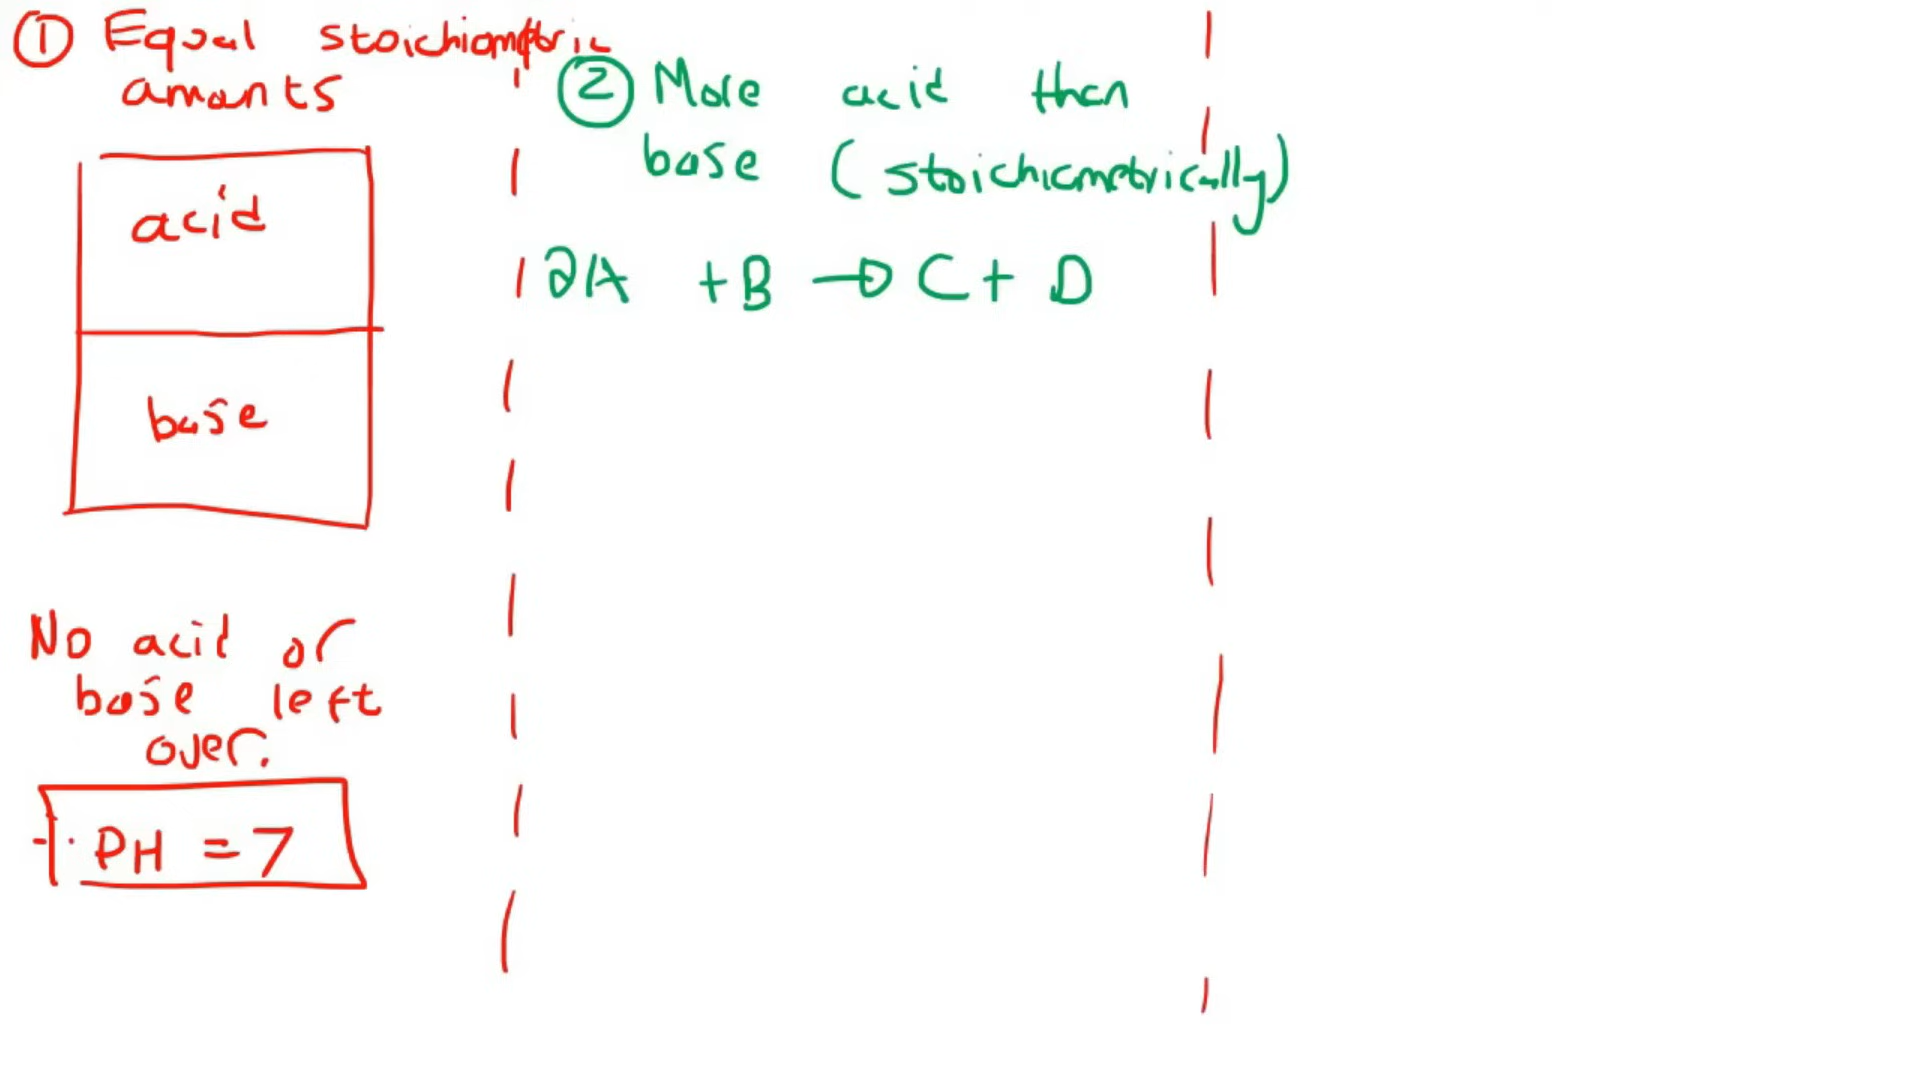 ① Equal stoichiometric
amounts
acid
base
No acid or
base left
over.
PH = 7
② More acid than
base (stoichiometrically)
2A + B → C + D